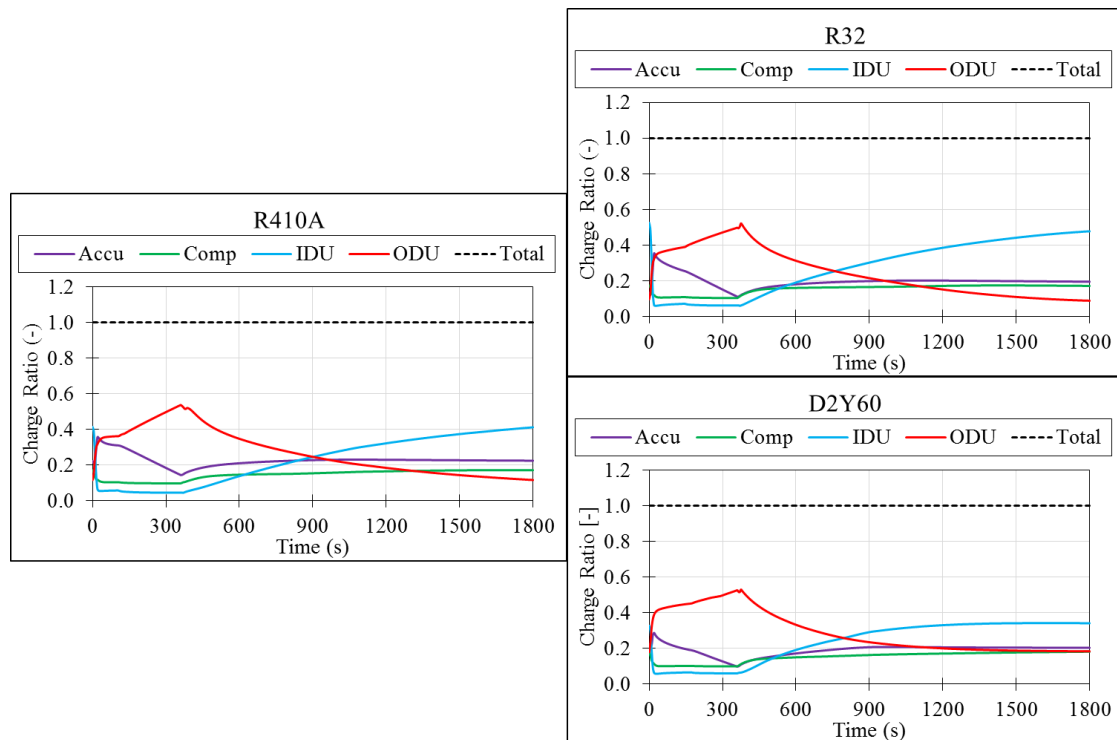 R410A
Accu Comp IDU ODU Total
Charge Ratio (-)
1.2
1.0
0.8
0.6
0.4
0.2
0.0
0 300 600 900 1200 1500 1800
Time (s)
R32
Accu Comp IDU ODU Total
Charge Ratio (-)
1.2
1.0
0.8
0.6
0.4
0.2
0.0
0 300 600 900 1200 1500 1800
Time (s)
D2Y60
Accu Comp IDU ODU Total
Charge Ratio [-]
1.2
1.0
0.8
0.6
0.4
0.2
0.0
0 300 600 900 1200 1500 1800
Time (s)